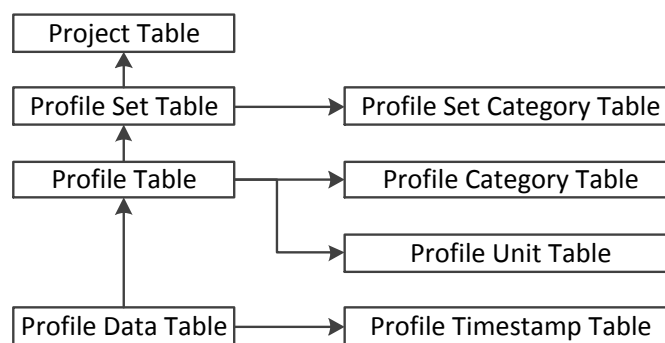 Project Table
Profile Set Table
Profile Set Category Table
Profile Table
Profile Category Table
Profile Unit Table
Profile Data Table
Profile Timestamp Table